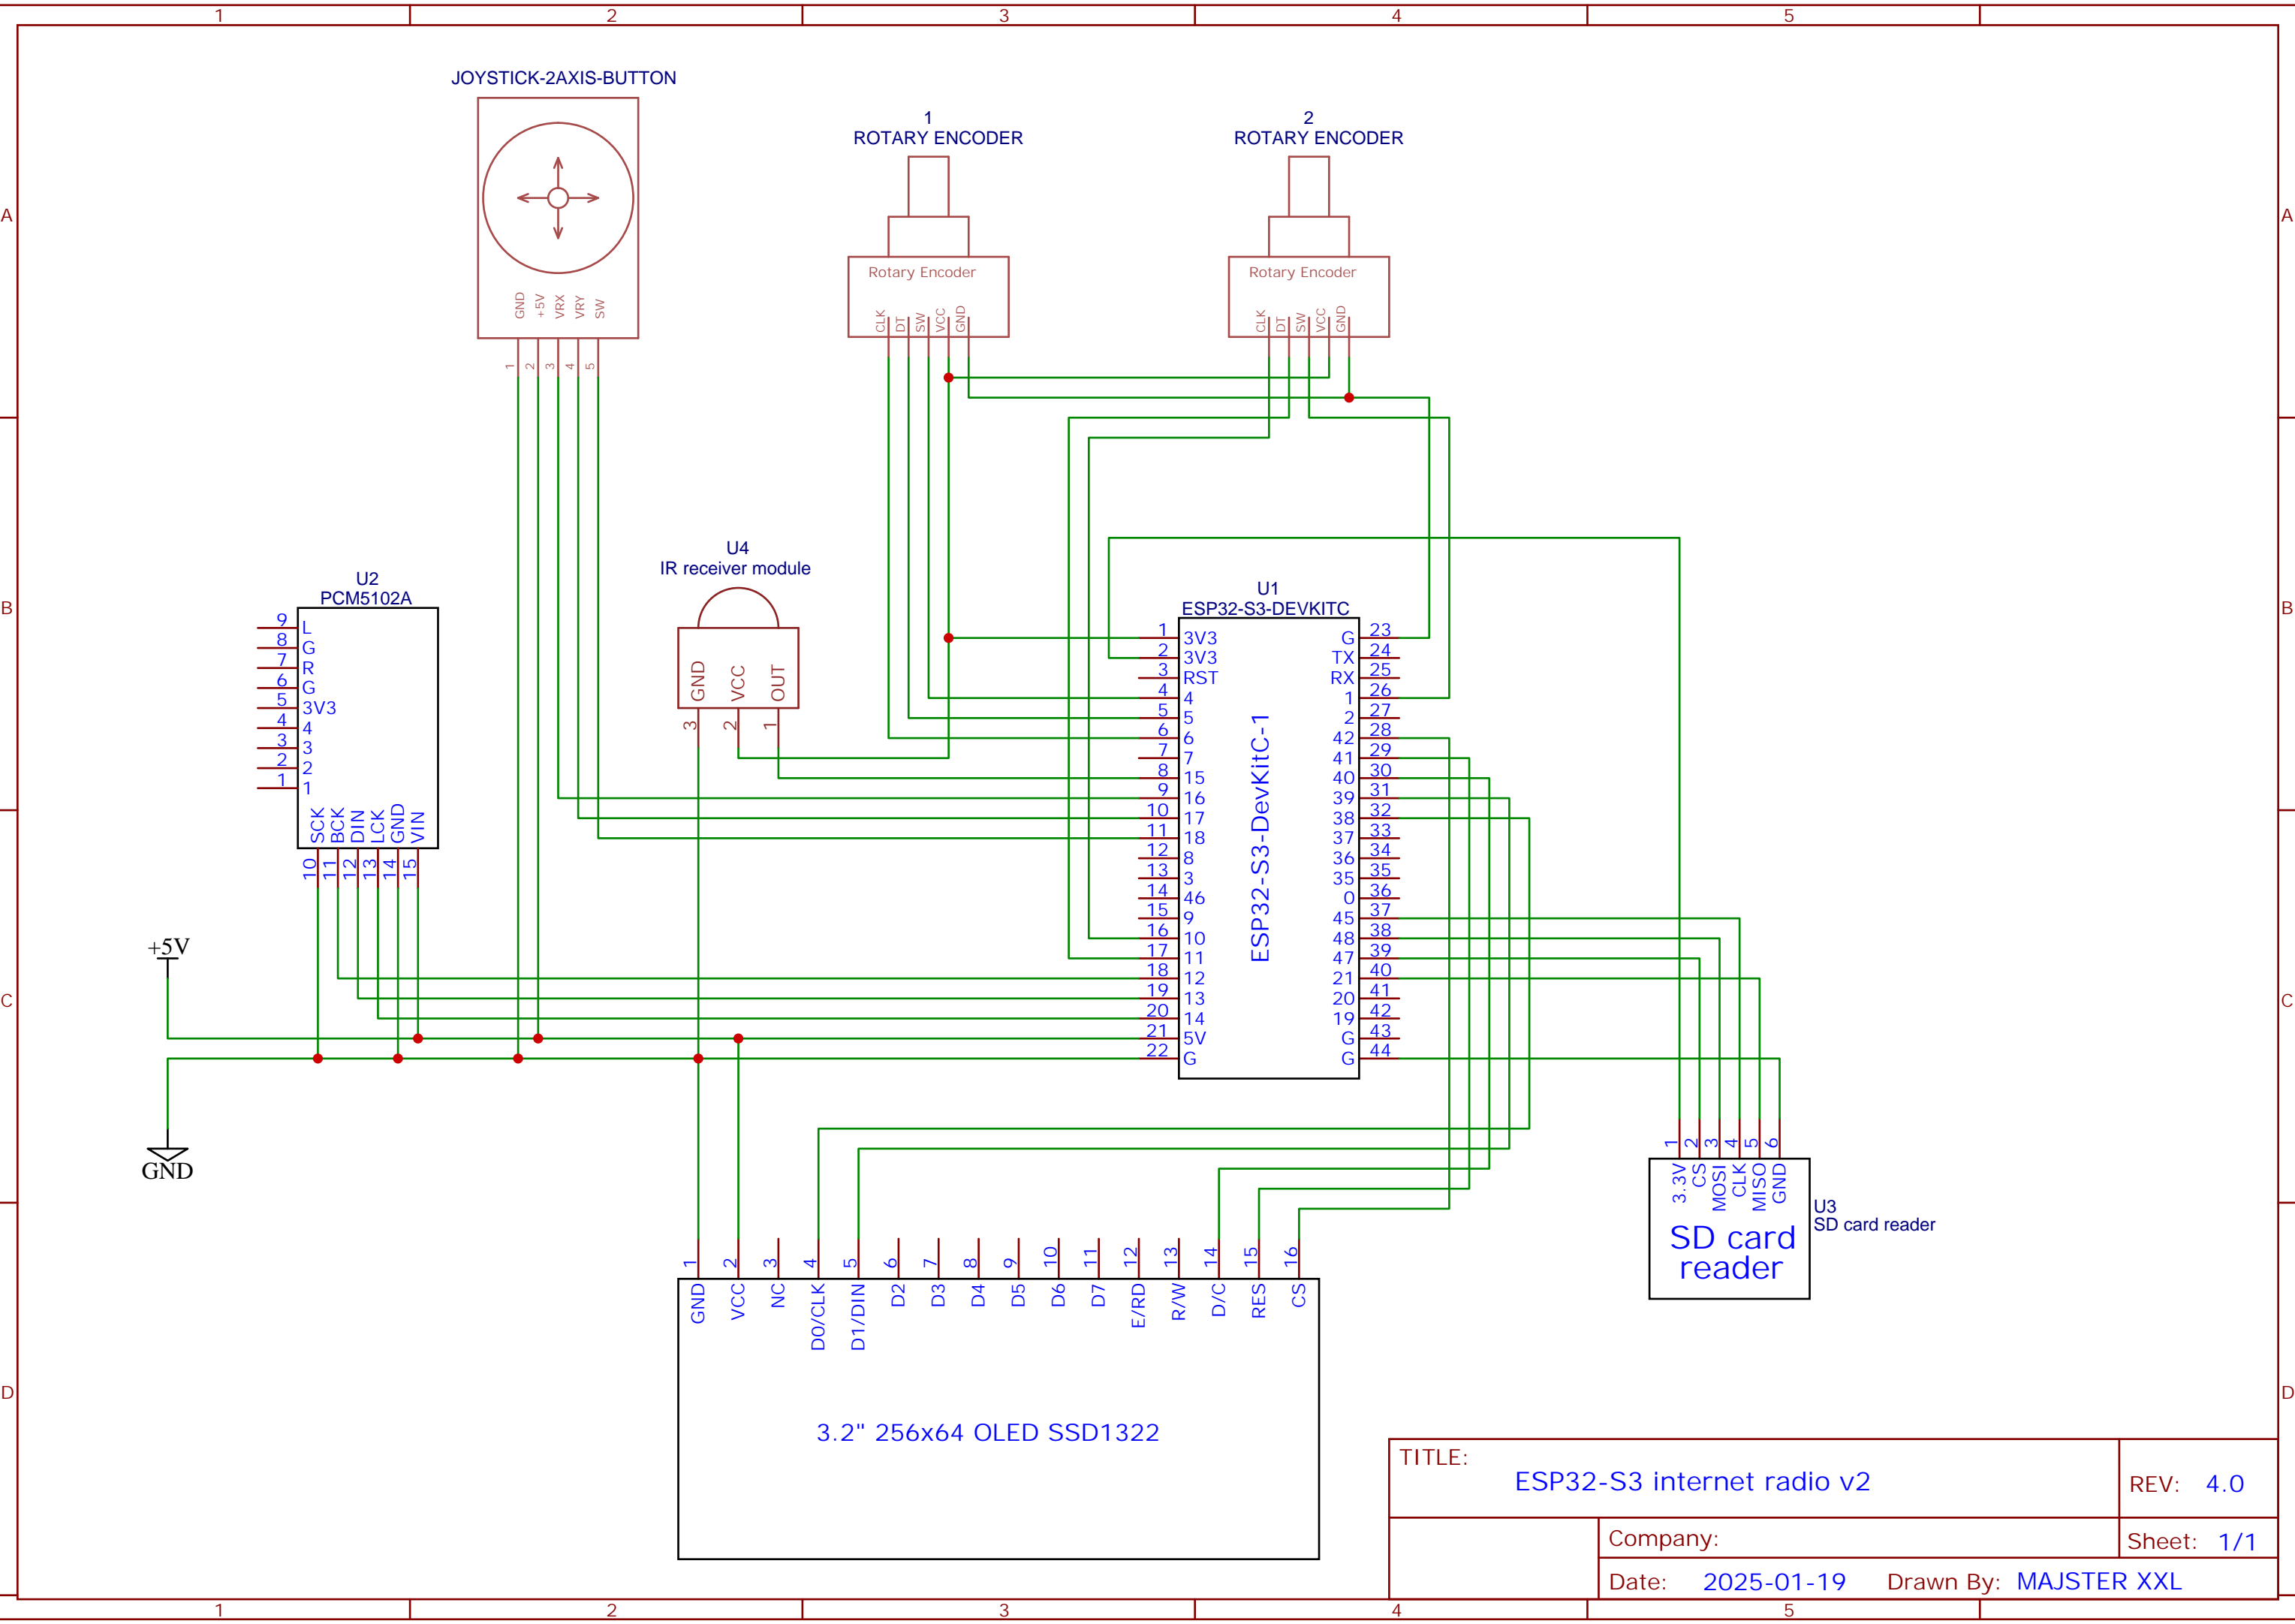 1 2 3 4 5
A A
B B
C C
D D
JOYSTICK-2AXIS-BUTTON
GND +5V VRX VRY SW
1 2 3 4 5
1
ROTARY ENCODER
Rotary Encoder
CLK DT SW VCC GND
2
ROTARY ENCODER
Rotary Encoder
CLK DT SW VCC GND
U2
PCM5102A
9 L
8 G
7 R
6 G
5 3V3
4 4
3 3
2 2
1 1
SCK BCK DIN LCK GND VIN
10 11 12 13 14 15
U4
IR receiver module
GND VCC OUT
3 2 1
U1
ESP32-S3-DEVKITC
ESP32-S3-DevKitC-1
1 3V3 G 23
2 3V3 TX 24
3 RST RX 25
4 4 1 26
5 5 2 27
6 6 42 28
7 7 41 29
8 15 40 30
9 16 39 31
10 17 38 32
11 18 37 33
12 8 36 34
13 3 35 35
14 46 0 36
15 9 45 37
16 10 48 38
17 11 47 39
18 12 21 40
19 13 20 41
20 14 19 42
21 5V G 43
22 G G 44
+5V
GND
1 2 3 4 5 6
3.3V CS MOSI CLK MISO GND
SD card
reader
U3
SD card reader
1 2 3 4 5 6 7 8 9 10 11 12 13 14 15 16
GND VCC NC D0/CLK D1/DIN D2 D3 D4 D5 D6 D7 E/RD R/W D/C RES CS
3.2" 256x64 OLED SSD1322
TITLE:
ESP32-S3 internet radio v2
REV: 4.0
Company:
Sheet: 1/1
Date: 2025-01-19 Drawn By: MAJSTER XXL
1 2 3 4 5